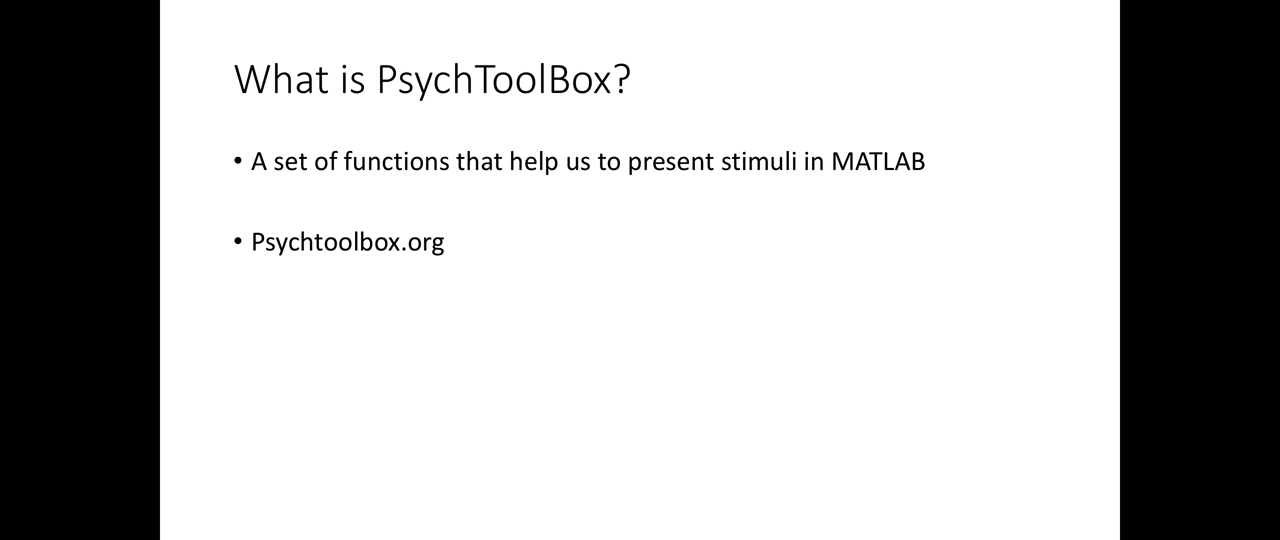 What is PsychToolBox?
• A set of functions that help us to present stimuli in MATLAB
• Psychtoolbox.org